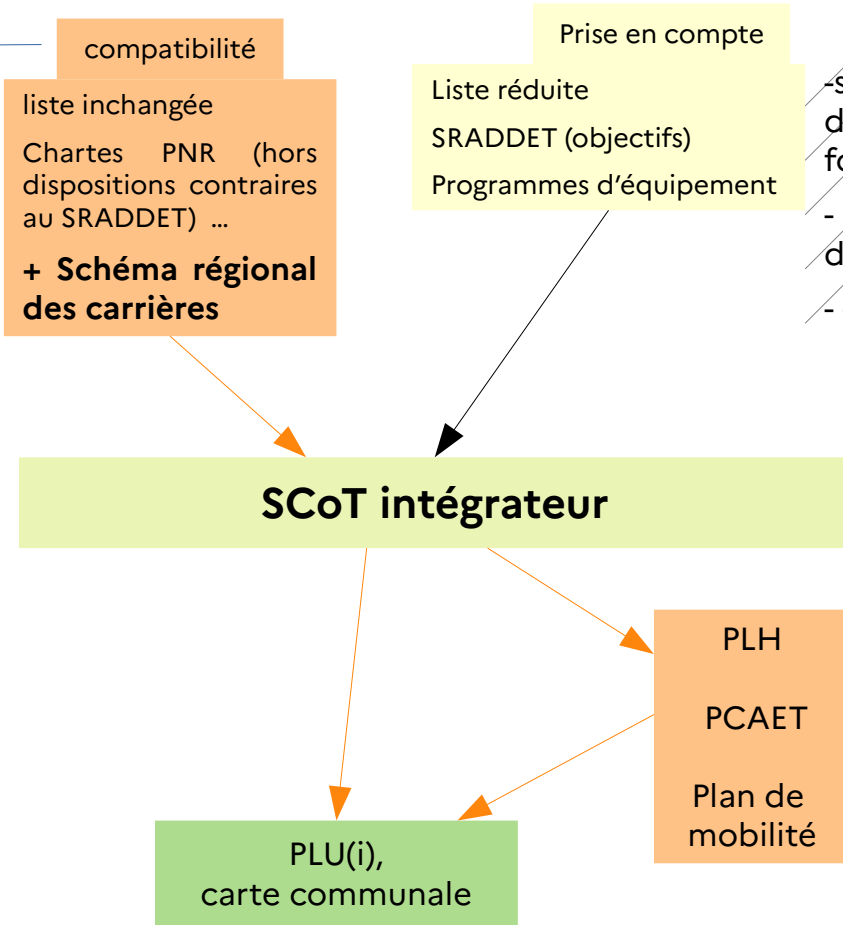 compatibilité
liste inchangée
Chartes PNR (hors
dispositions contraires
au SRADDET) ...
+ Schéma régional
des carrières
Prise en compte
Liste réduite
SRADDET (objectifs)
Programmes d'équipement
SCoT intégrateur
PLH
PCAET
Plan de
mobilité
PLU(i),
carte communale